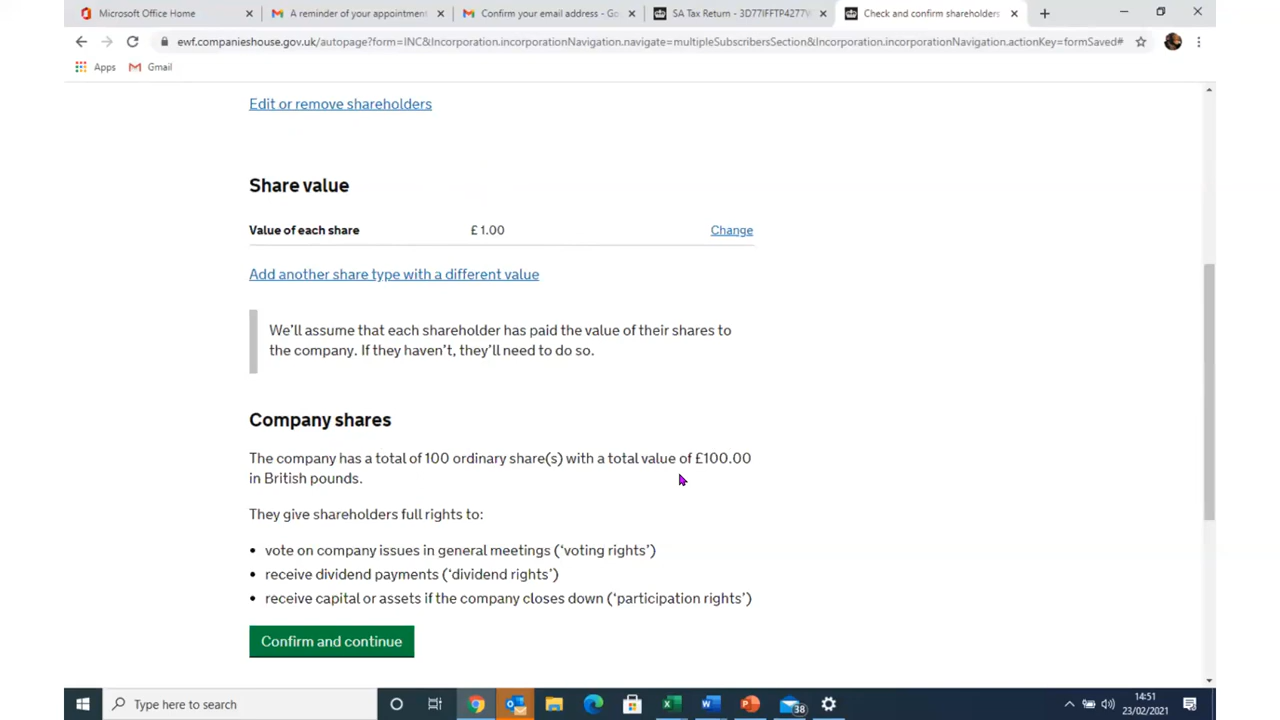 Microsoft Office Home
A reminder of your appointment
Confirm your email address - Go
SA Tax Return - 3D77IFFTP4277V
Check and confirm shareholders
ewf.companieshouse.gov.uk/autopage?form=INC&Incorporation.incorporationNavigation.navigate=multipleSubscribersSection&Incorporation.incorporationNavigation.actionKey=formSaved#
Apps
Gmail
Edit or remove shareholders
Share value
Value of each share £ 1.00 Change
Add another share type with a different value
We'll assume that each shareholder has paid the value of their shares to
the company. If they haven't, they'll need to do so.
Company shares
The company has a total of 100 ordinary share(s) with a total value of £100.00
in British pounds.
They give shareholders full rights to:
• vote on company issues in general meetings (‘voting rights’)
• receive dividend payments (‘dividend rights’)
• receive capital or assets if the company closes down (‘participation rights’)
Confirm and continue
Type here to search
38
14:51
23/02/2021